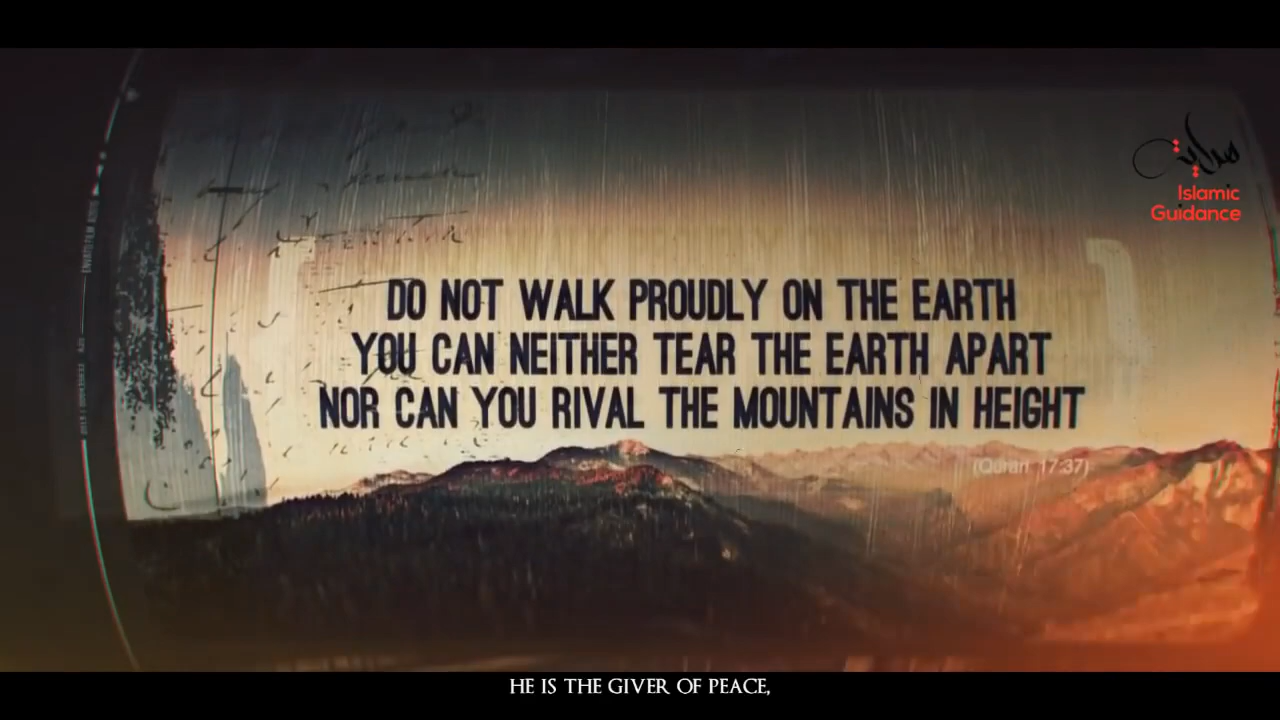 هداية
Islamic
Guidance
DO NOT WALK PROUDLY ON THE EARTH
YOU CAN NEITHER TEAR THE EARTH APART
NOR CAN YOU RIVAL THE MOUNTAINS IN HEIGHT
(Quran 17:37)
HE IS THE GIVER OF PEACE,